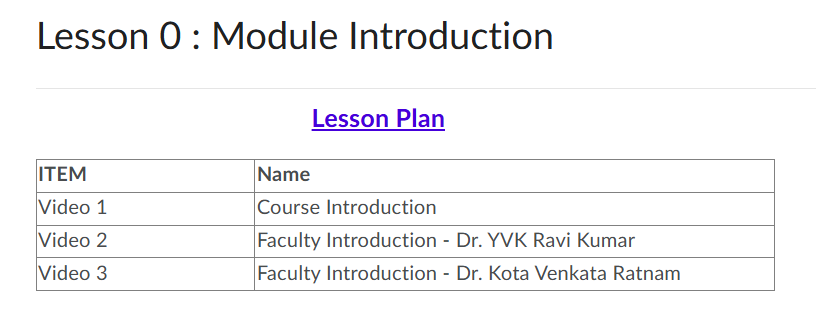 Lesson 0 : Module Introduction
Lesson Plan
ITEM Name
Video 1 Course Introduction
Video 2 Faculty Introduction - Dr. YVK Ravi Kumar
Video 3 Faculty Introduction - Dr. Kota Venkata Ratnam